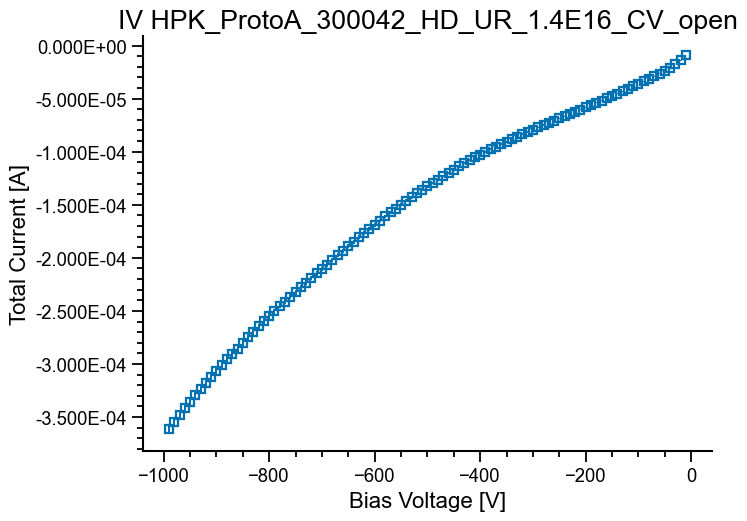 IV HPK_ProtoA_300042_HD_UR_1.4E16_CV_open
0.000E+00
-5.000E-05
-1.000E-04
-1.500E-04
-2.000E-04
-2.500E-04
-3.000E-04
-3.500E-04
Total Current [A]
−1000 −800 −600 −400 −200 0
Bias Voltage [V]